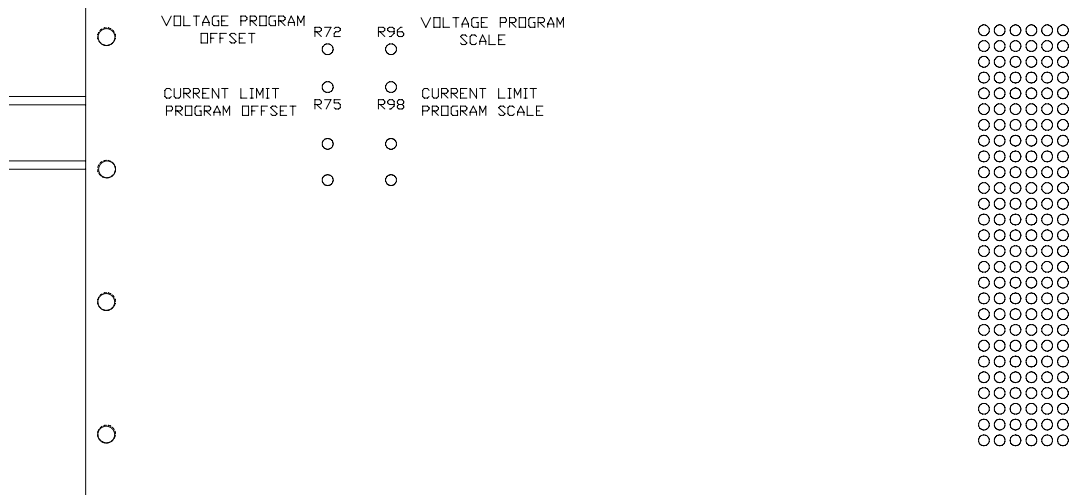 VOLTAGE PROGRAM
OFFSET
R72
R96
VOLTAGE PROGRAM
SCALE
CURRENT LIMIT
PROGRAM OFFSET
R75
R98
CURRENT LIMIT
PROGRAM SCALE